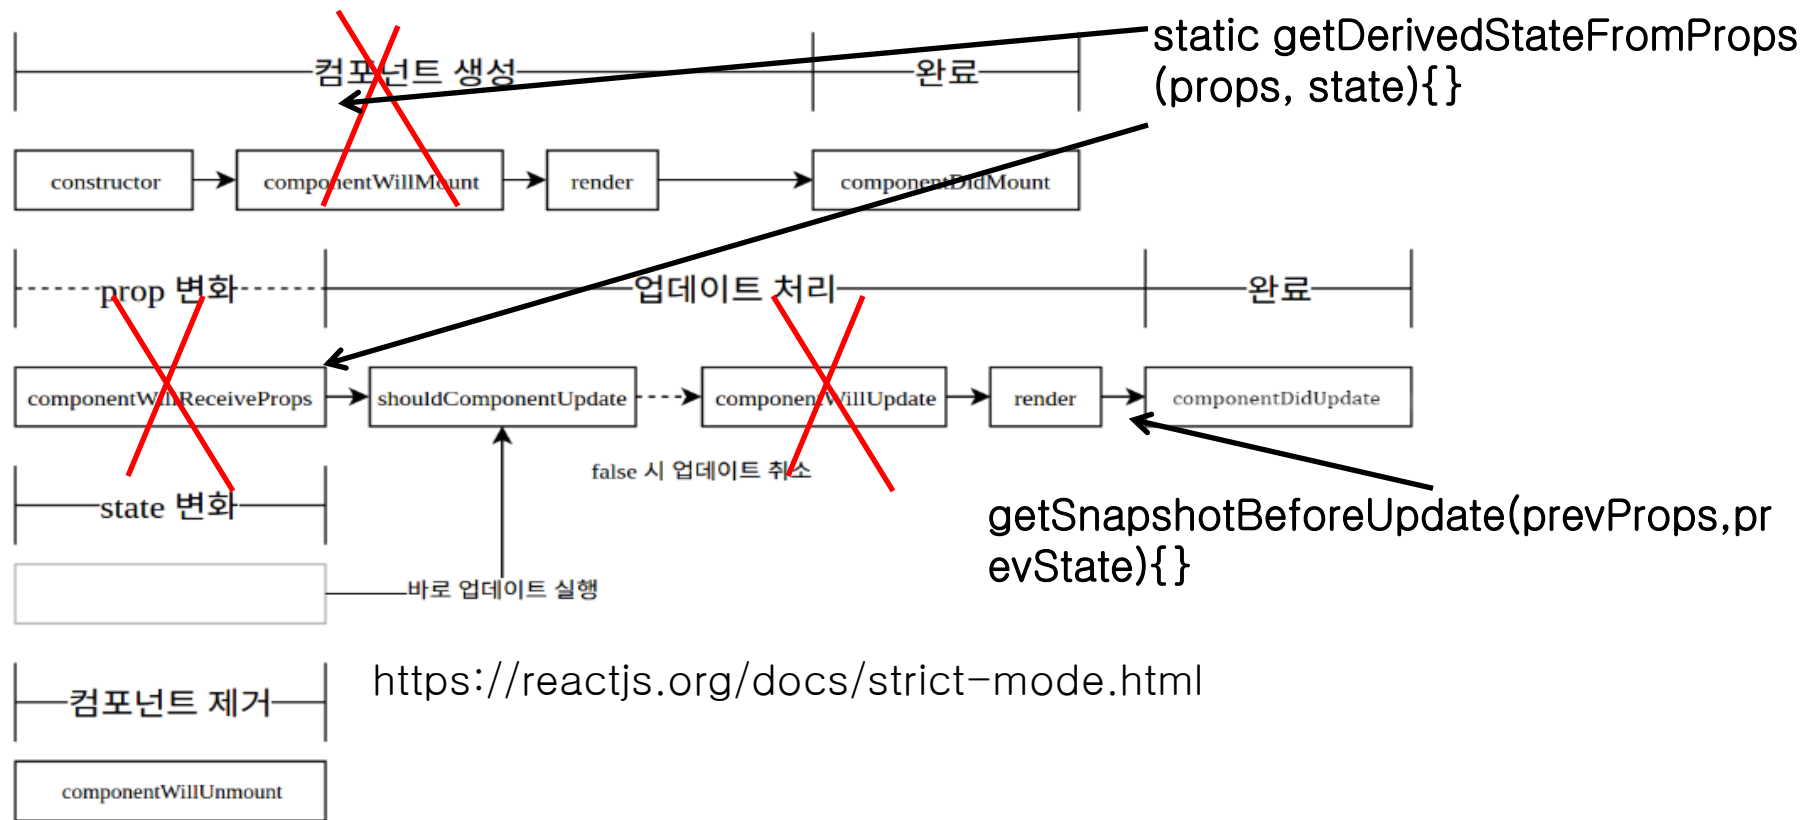 static getDerivedStateFromProps
(props, state){}
컴포넌트 생성
완료
constructor
componentWillMount
render
componentDidMount
prop 변화
업데이트 처리
완료
componentWillReceiveProps
shouldComponentUpdate
componentWillUpdate
render
componentDidUpdate
false 시 업데이트 취소
state 변화
getSnapshotBeforeUpdate(prevProps,pr
evState){}
바로 업데이트 실행
https://reactjs.org/docs/strict-mode.html
컴포넌트 제거
componentWillUnmount